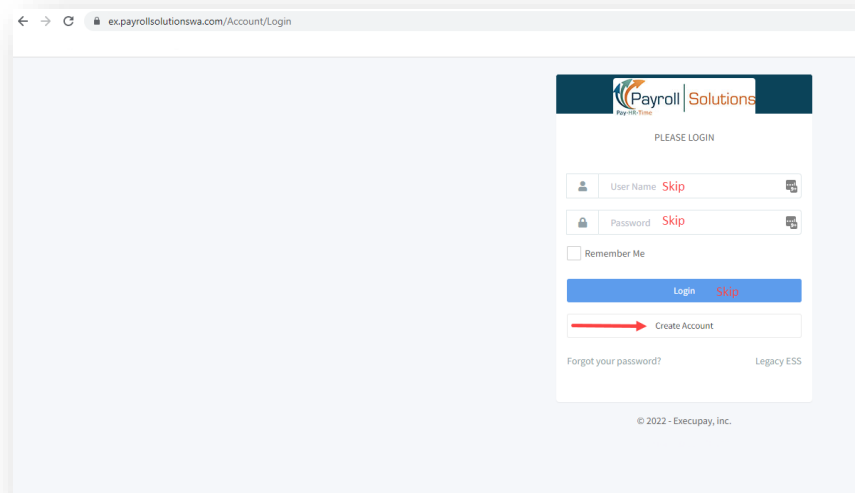 ex.payrollsolutionswa.com/Account/Login
Payroll Solutions
Pay-HR-Time
PLEASE LOGIN
User Name Skip
Password Skip
Remember Me
Login Skip
Create Account
Forgot your password? Legacy ESS
© 2022 - Execupay, inc.